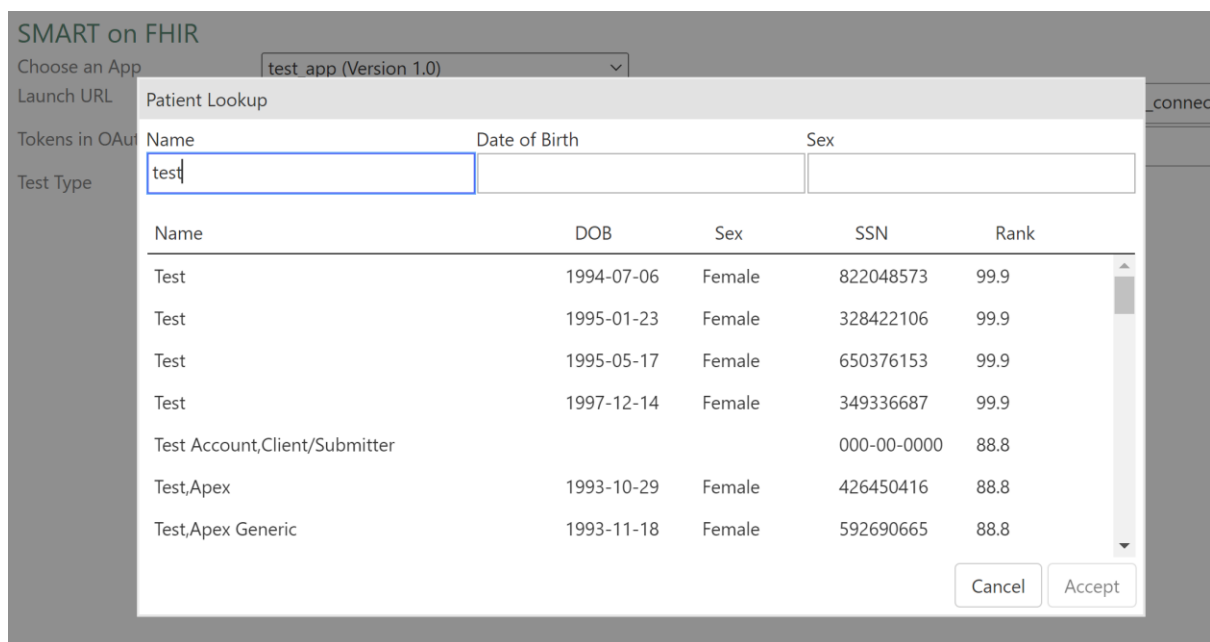 SMART on FHIR
Choose an App test_app (Version 1.0)
Launch URL _connec
Tokens in OAut
Test Type
Patient Lookup
Name Date of Birth Sex
test
Name DOB Sex SSN Rank
Test 1994-07-06 Female 822048573 99.9
Test 1995-01-23 Female 328422106 99.9
Test 1995-05-17 Female 650376153 99.9
Test 1997-12-14 Female 349336687 99.9
Test Account,Client/Submitter 000-00-0000 88.8
Test,Apex 1993-10-29 Female 426450416 88.8
Test,Apex Generic 1993-11-18 Female 592690665 88.8
Cancel Accept